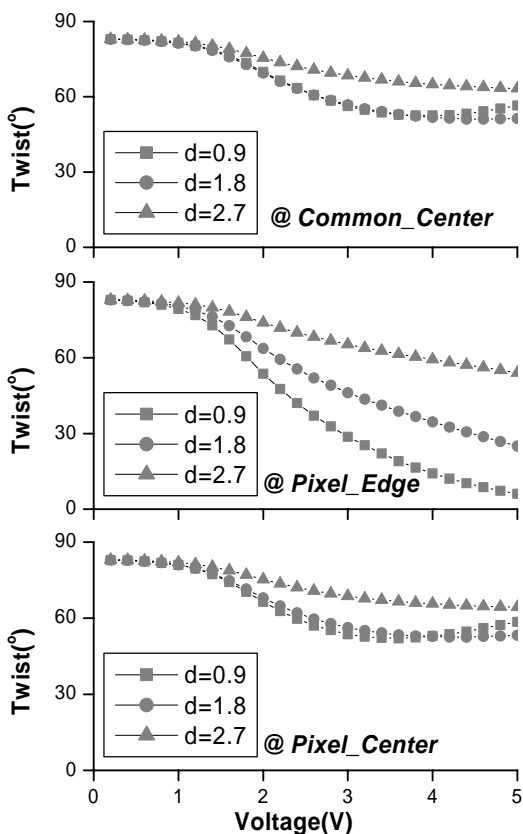 90
60
30
0
Twist(°)
d=0.9
d=1.8
d=2.7
@ Common_Center
90
60
30
0
Twist(°)
d=0.9
d=1.8
d=2.7
@ Pixel_Edge
90
60
30
0
Twist(°)
d=0.9
d=1.8
d=2.7
@ Pixel_Center
0 1 2 3 4 5
Voltage(V)